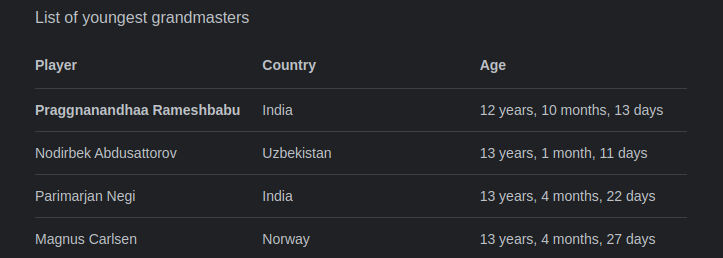 List of youngest grandmasters
Player Country Age
Praggnanandhaa Rameshbabu India 12 years, 10 months, 13 days
Nodirbek Abdusattorov Uzbekistan 13 years, 1 month, 11 days
Parimarjan Negi India 13 years, 4 months, 22 days
Magnus Carlsen Norway 13 years, 4 months, 27 days